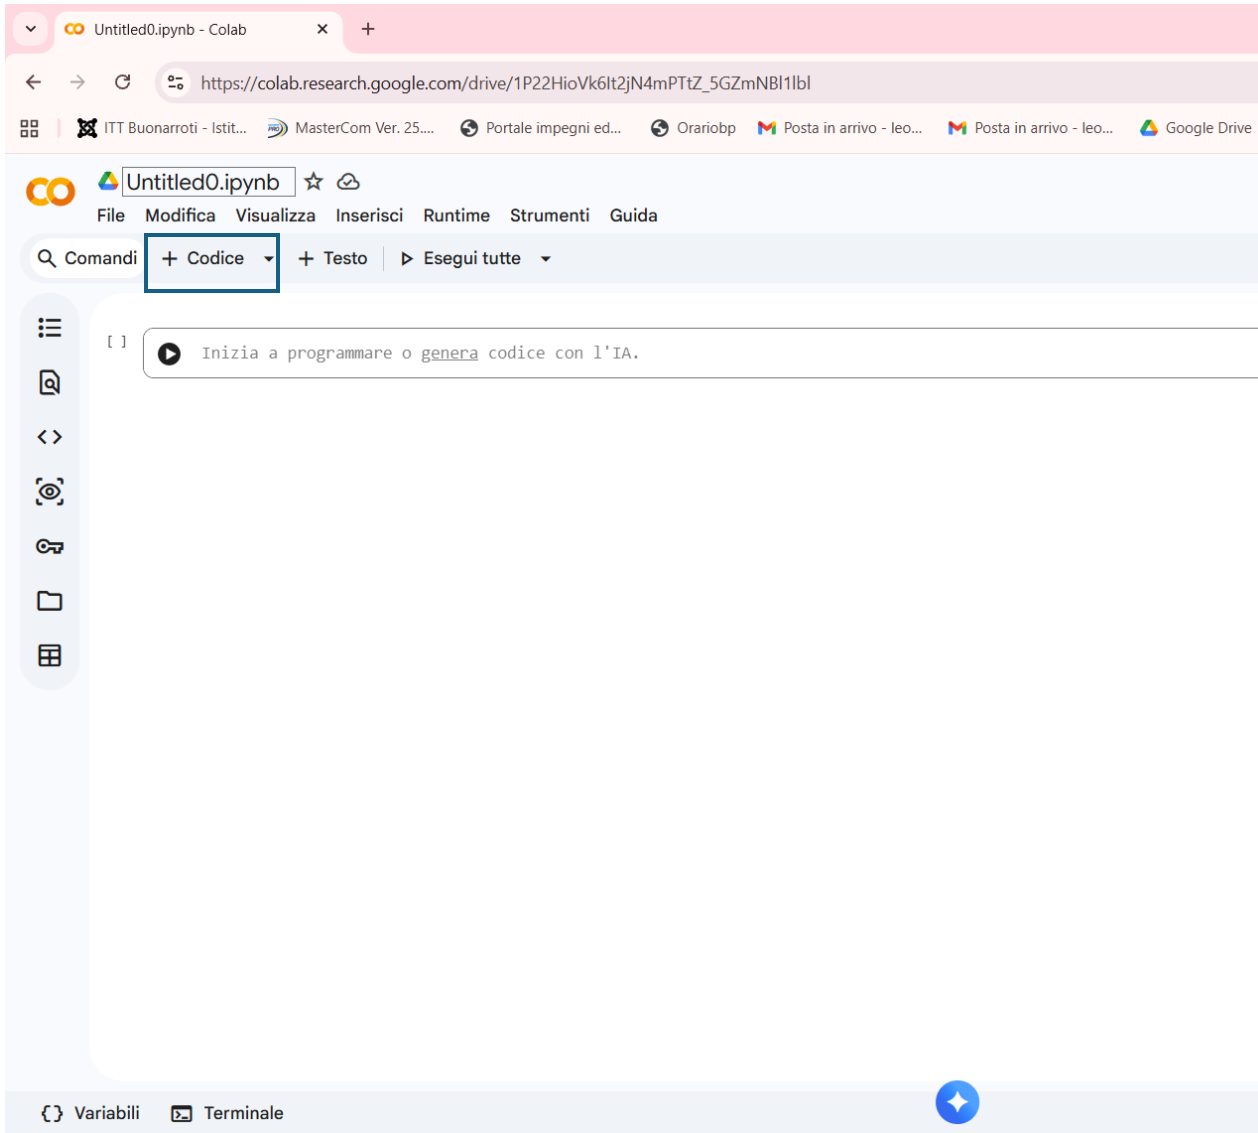 Untitled0.ipynb - Colab
https://colab.research.google.com/drive/1P22HioVk6It2jN4mPTtZ_5GZmNBl1lbl
ITT Buonarroti - Istit... MasterCom Ver. 25.... Portale impegni ed... Orariobp Posta in arrivo - leo... Posta in arrivo - leo... Google Drive
CO Untitled0.ipynb
File Modifica Visualizza Inserisci Runtime Strumenti Guida
Comandi + Codice + Testo Esegui tutte
[ ] Inizia a programmare o genera codice con l'IA.
{} Variabili Terminale